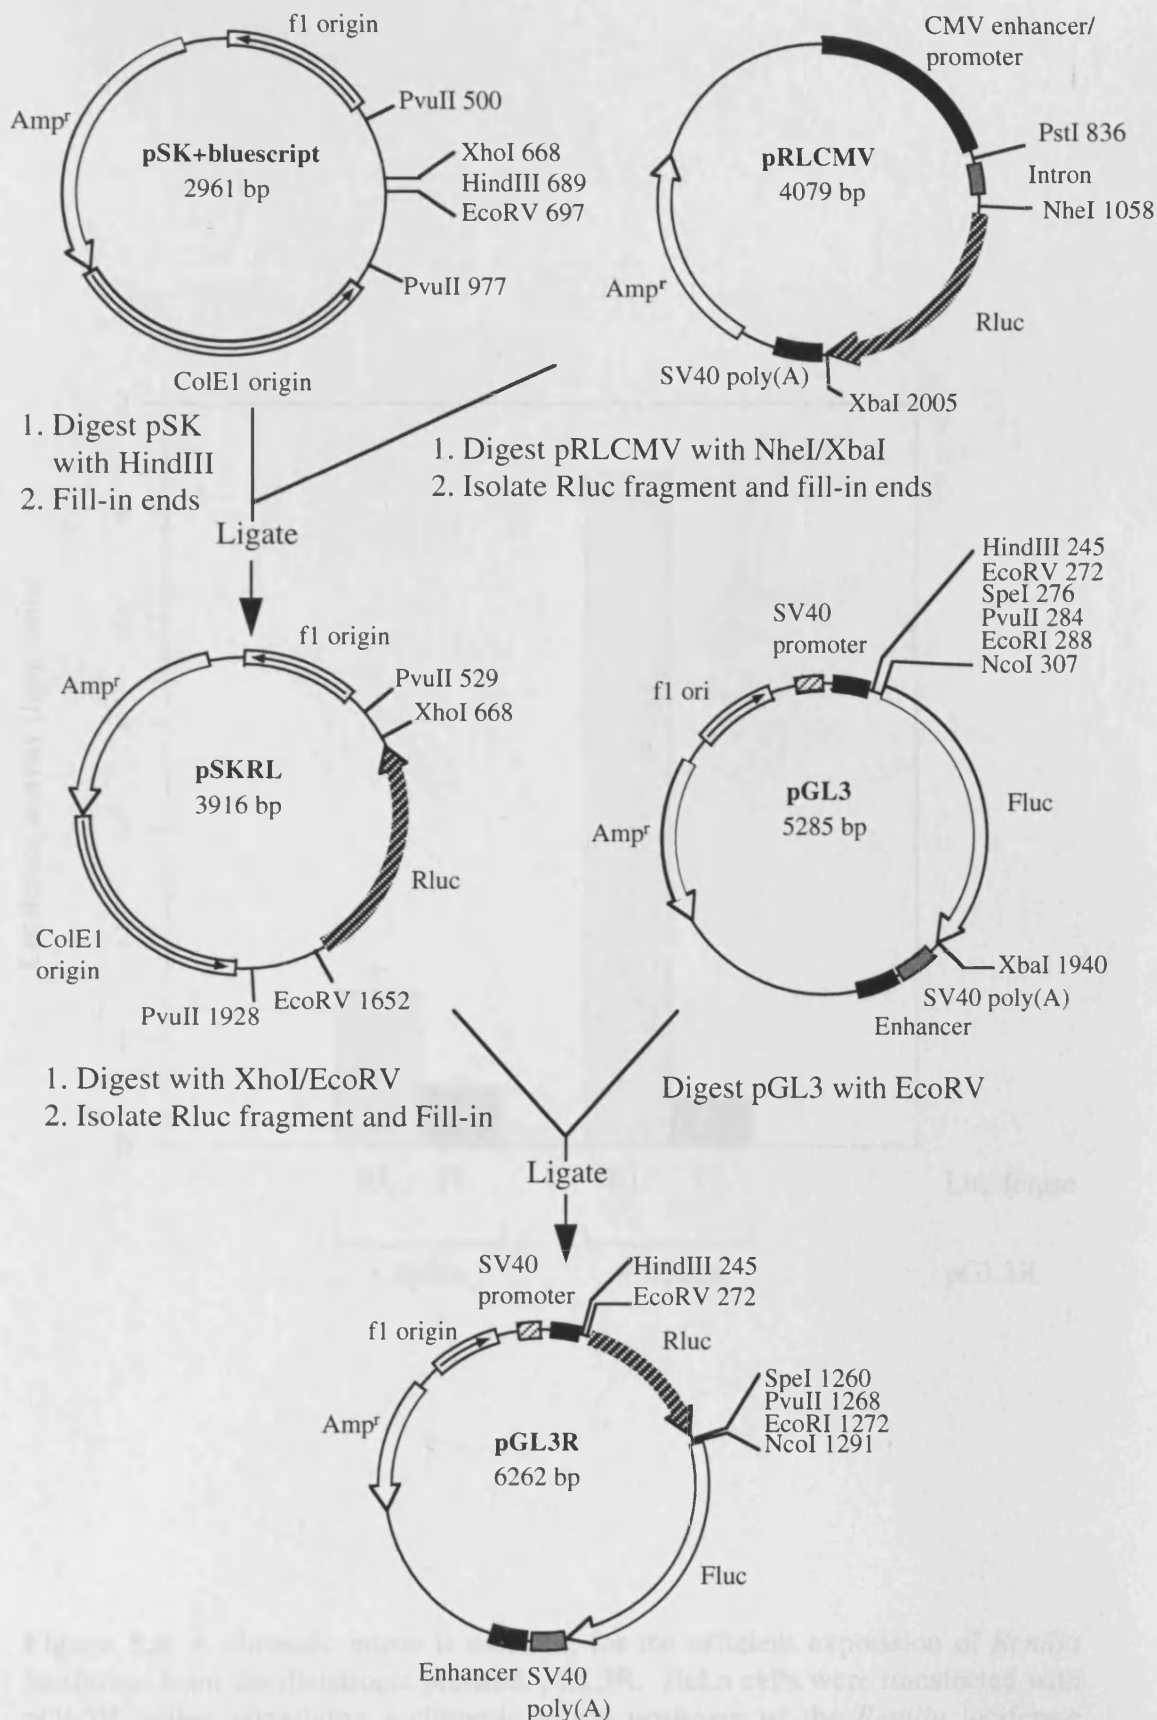 f1 origin
Amp^r
pSK+bluescript
2961 bp
PvuII 500
XhoI 668
HindIII 689
EcoRV 697
PvuII 977
ColE1 origin
CMV enhancer/
promoter
pRLCMV
4079 bp
PstI 836
Intron
NheI 1058
Amp^r
Rluc
SV40 poly(A)
XbaI 2005
1. Digest pSK
with HindIII
2. Fill-in ends
1. Digest pRLCMV with NheI/XbaI
2. Isolate Rluc fragment and fill-in ends
Ligate
f1 origin
Amp^r
PvuII 529
XhoI 668
pSKRL
3916 bp
Rluc
ColE1
origin
PvuII 1928
EcoRV 1652
HindIII 245
EcoRV 272
SpeI 276
PvuII 284
EcoRI 288
NcoI 307
SV40
promoter
f1 ori
pGL3
5285 bp
Fluc
Amp^r
XbaI 1940
SV40 poly(A)
Enhancer
1. Digest with XhoI/EcoRV
2. Isolate Rluc fragment and Fill-in
Digest pGL3 with EcoRV
Ligate
SV40
promoter
HindIII 245
EcoRV 272
f1 origin
Rluc
SpeI 1260
PvuII 1268
EcoRI 1272
NcoI 1291
Amp^r
pGL3R
6262 bp
Fluc
Enhancer
SV40
poly(A)